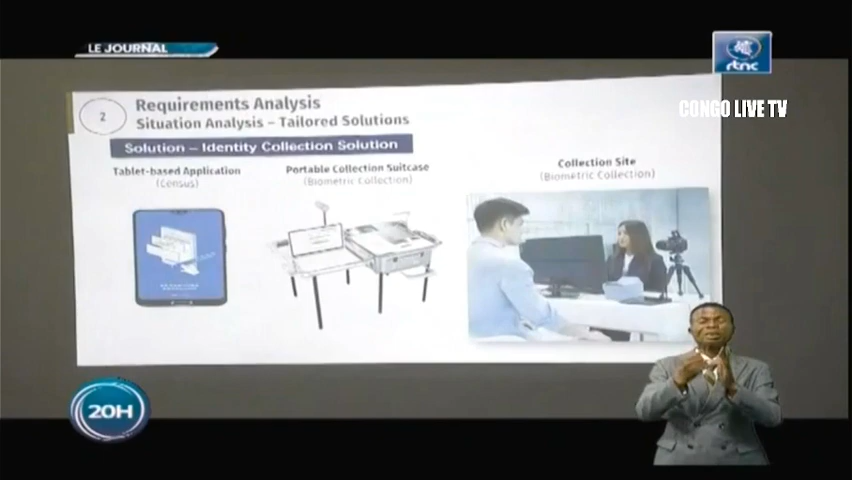 LE JOURNAL
rtnc
CONGO LIVE TV
2
Requirements Analysis
Situation Analysis – Tailored Solutions
Solution – Identity Collection Solution
Tablet-based Application
(Census)
Portable Collection Suitcase
(Biometric Collection)
Collection Site
(Biometric Collection)
20H